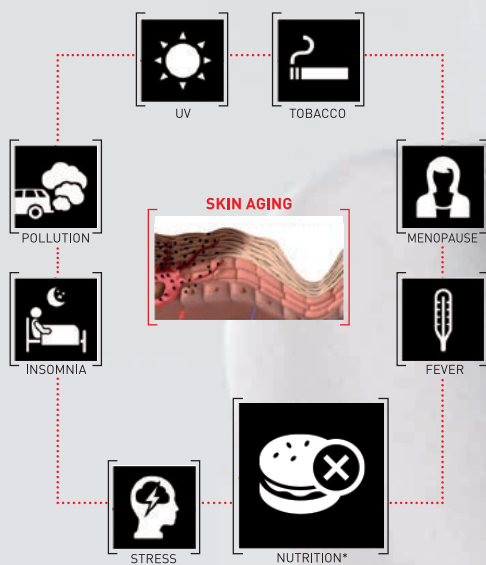 UV
TOBACCO
POLLUTION
SKIN AGING
MENOPAUSE
INSOMNIA
FEVER
STRESS
NUTRITION*